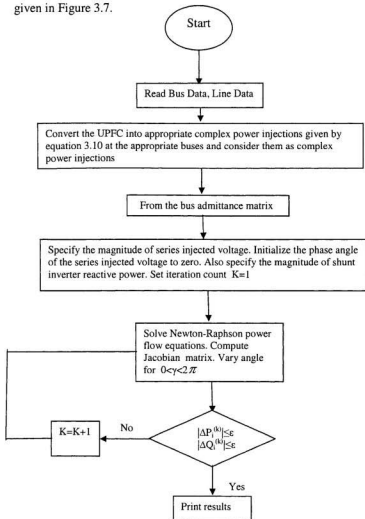 given in Figure 3.7.
Start
Read Bus Data, Line Data
Convert the UPFC into appropriate complex power injections given by
equation 3.10 at the appropriate buses and consider them as complex
power injections
From the bus admittance matrix
Specify the magnitude of series injected voltage. Initialize the phase angle
of the series injected voltage to zero. Also specify the magnitude of shunt
inverter reactive power. Set iteration count K=1
Solve Newton-Raphson power
flow equations. Compute
Jacobian matrix. Vary angle
for 0<γ<2π
K=K+1
No
|ΔPᵢ⁽ᵏ⁾|≤ε
|ΔQᵢ⁽ᵏ⁾|≤ε
Yes
Print results